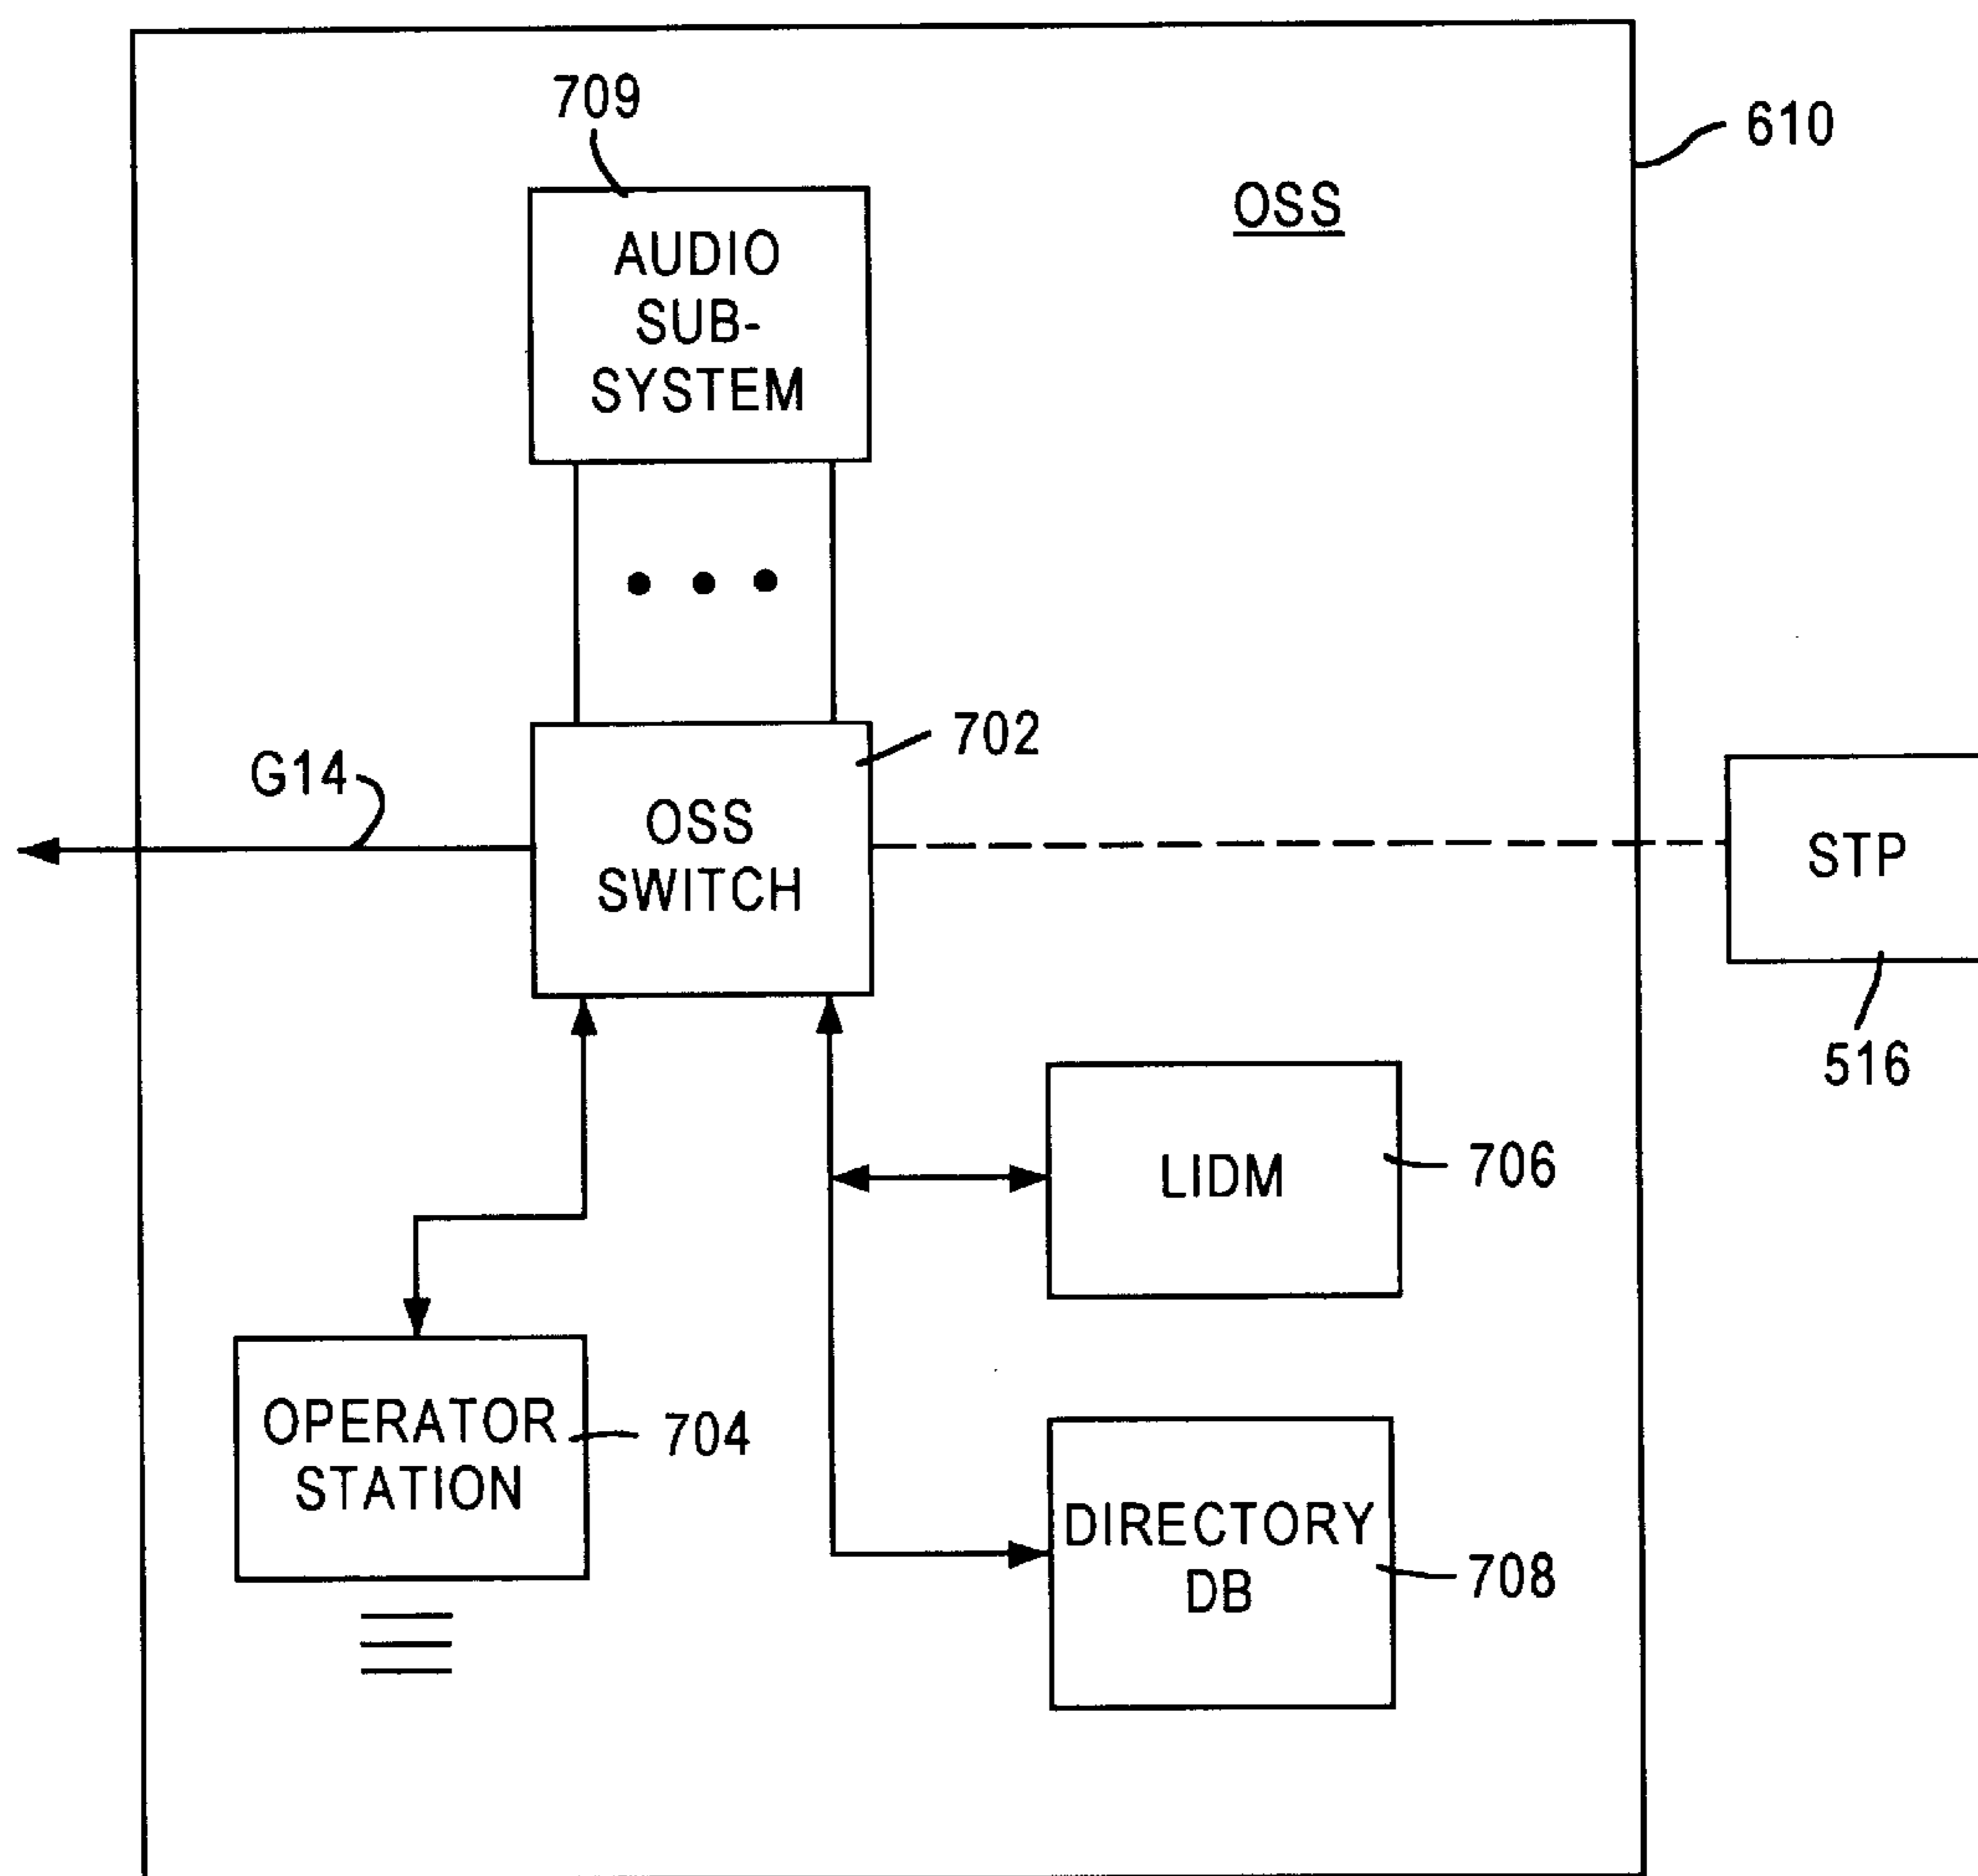 709
610
OSS
AUDIO
SUB-
SYSTEM
702
G14
OSS
SWITCH
STP
516
LIDM
706
OPERATOR
STATION
704
DIRECTORY
DB
708